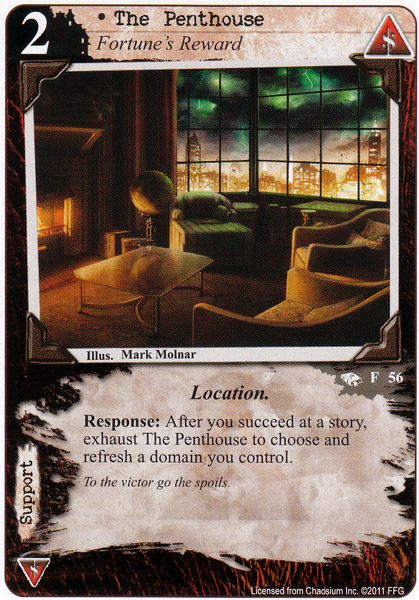 2
• The Penthouse
Fortune's Reward
Illus. Mark Molnar
F 56
Location.
Response: After you succeed at a story,
exhaust The Penthouse to choose and
refresh a domain you control.
To the victor go the spoils.
Support
Licensed from Chaosium Inc. ©2011 FFG